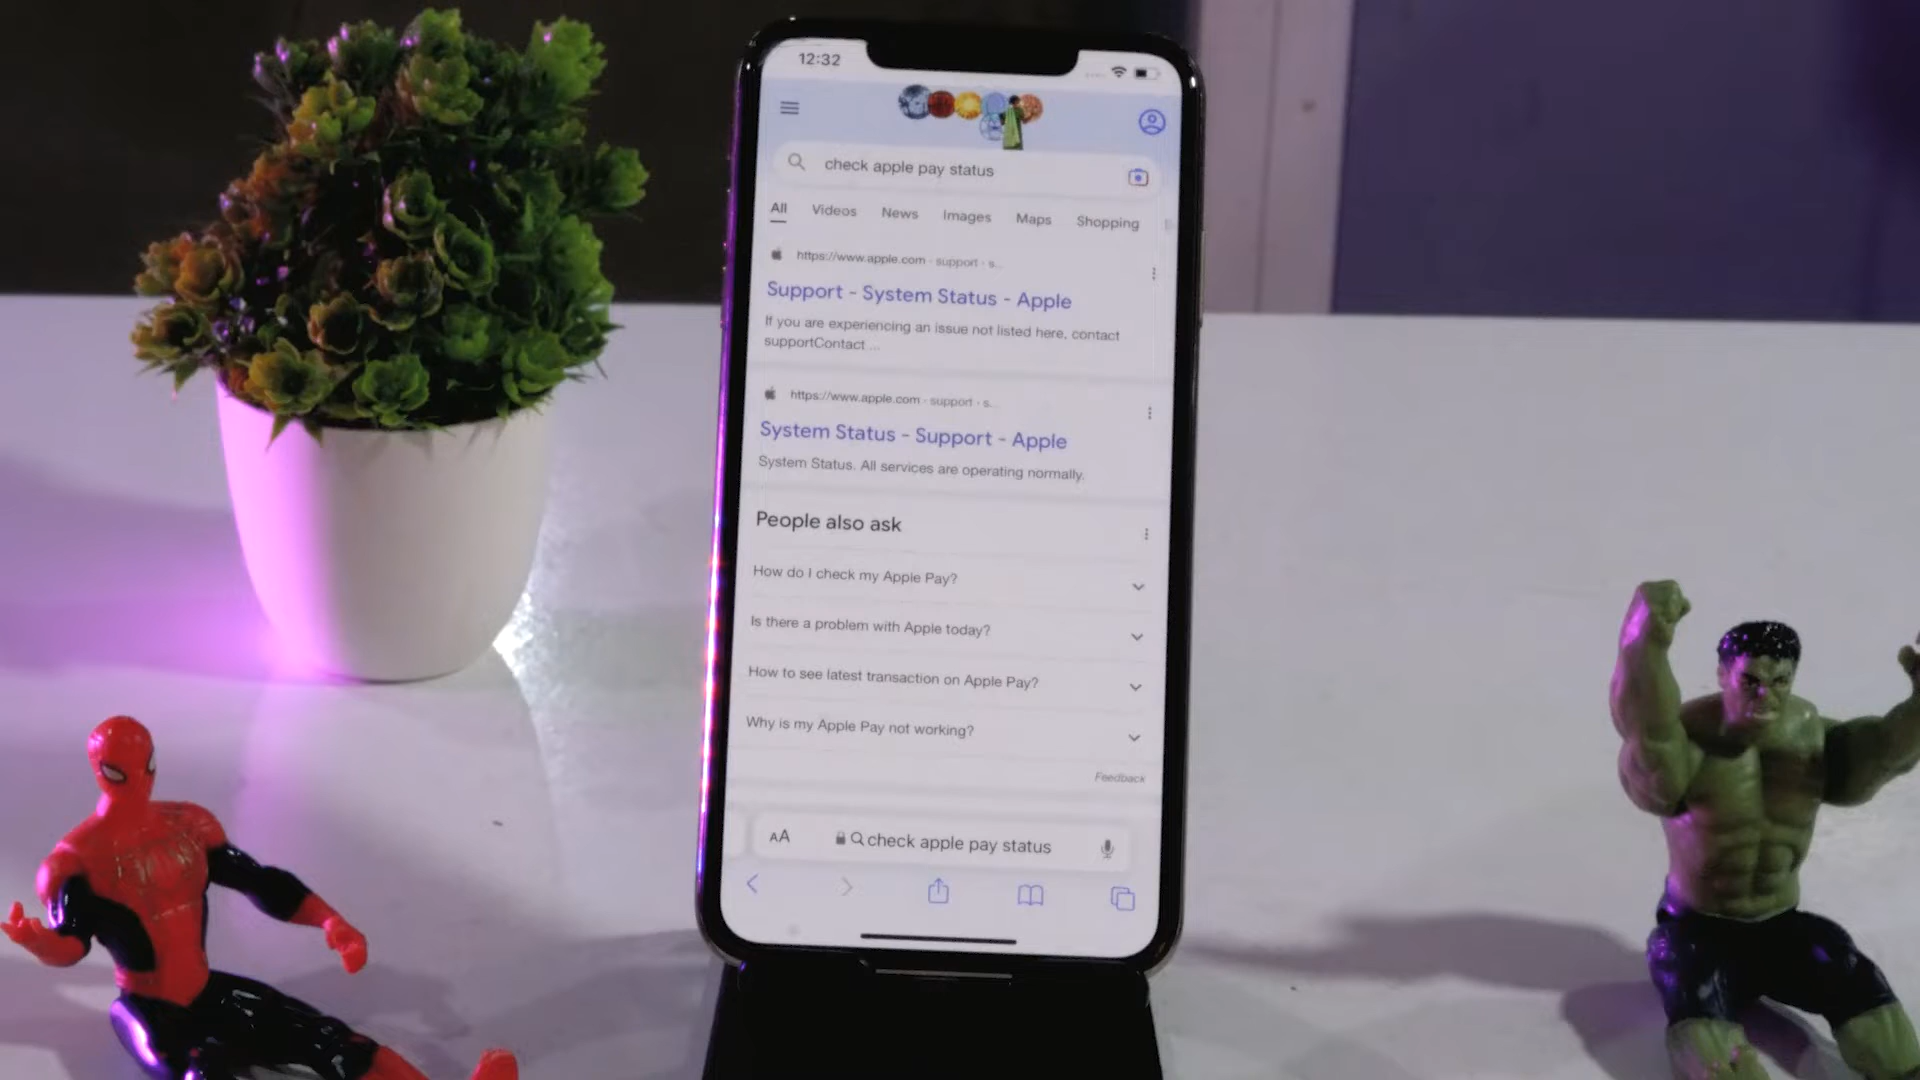 12:32
check apple pay status
All Videos News Images Maps Shopping
https://www.apple.com · support · s...
Support - System Status - Apple
If you are experiencing an issue not listed here, contact
supportContact ...
https://www.apple.com · support · s...
System Status - Support - Apple
System Status. All services are operating normally.
People also ask
How do I check my Apple Pay?
Is there a problem with Apple today?
How to see latest transaction on Apple Pay?
Why is my Apple Pay not working?
Feedback
AA check apple pay status